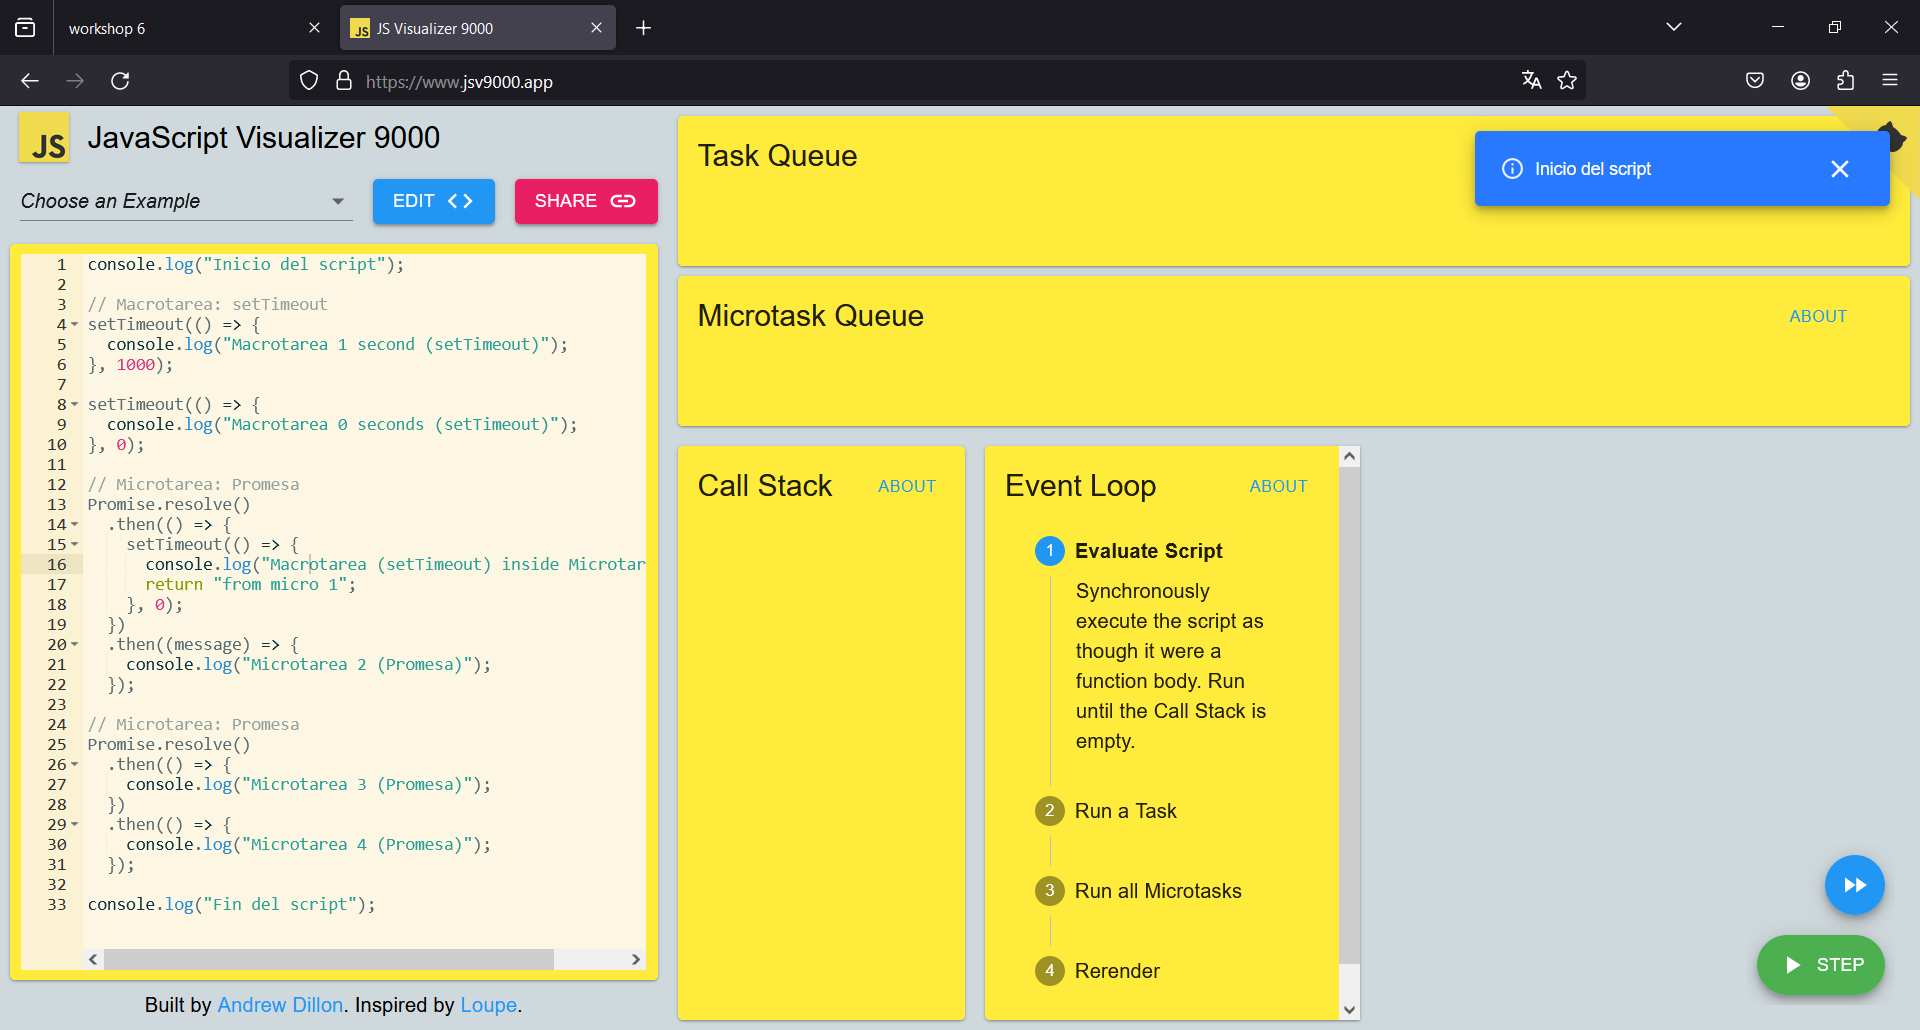 workshop 6
JS JS Visualizer 9000
https://www.jsv9000.app
JS JavaScript Visualizer 9000
Choose an Example
EDIT
SHARE
1 console.log("Inicio del script");
2
3 // Macrotarea: setTimeout
4 setTimeout(() => {
5 console.log("Macrotarea 1 second (setTimeout)");
6 }, 1000);
7
8 setTimeout(() => {
9 console.log("Macrotarea 0 seconds (setTimeout)");
10 }, 0);
11
12 // Microtarea: Promesa
13 Promise.resolve()
14 .then(() => {
15 setTimeout(() => {
16 console.log("Macrotarea (setTimeout) inside Microtar
17 return "from micro 1";
18 }, 0);
19 })
20 .then((message) => {
21 console.log("Microtarea 2 (Promesa)");
22 });
23
24 // Microtarea: Promesa
25 Promise.resolve()
26 .then(() => {
27 console.log("Microtarea 3 (Promesa)");
28 })
29 .then(() => {
30 console.log("Microtarea 4 (Promesa)");
31 });
32
33 console.log("Fin del script");
Built by Andrew Dillon. Inspired by Loupe.
Task Queue
Inicio del script
Microtask Queue
ABOUT
Call Stack
ABOUT
Event Loop
ABOUT
1 Evaluate Script
Synchronously
execute the script as
though it were a
function body. Run
until the Call Stack is
empty.
2 Run a Task
3 Run all Microtasks
4 Rerender
STEP